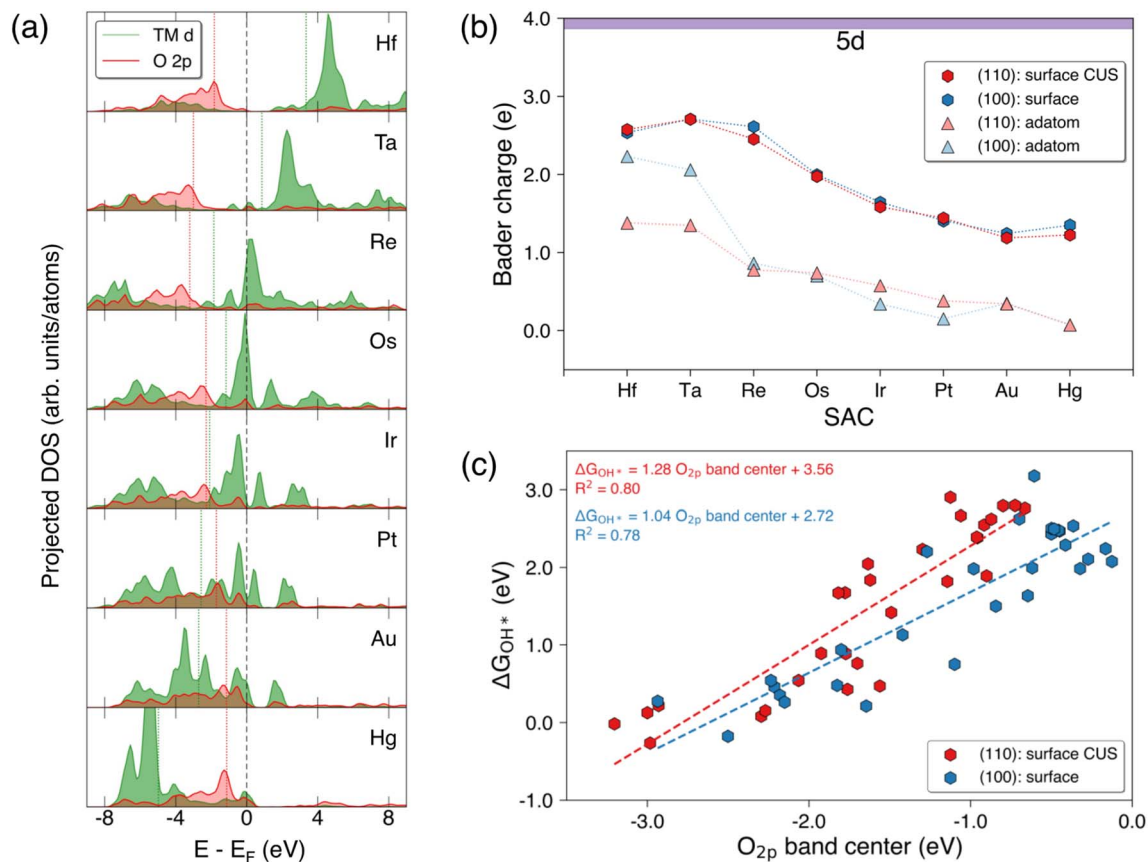 (a)
TM d
O 2p
Hf
Ta
Re
Os
Ir
Pt
Au
Hg
Projected DOS (arb. units/atoms)
-8 -4 0 4 8
E - E_F (eV)
(b)
5d
(110): surface CUS
(100): surface
(110): adatom
(100): adatom
4.0
3.0
2.0
1.0
0.0
Bader charge (e)
Hf Ta Re Os Ir Pt Au Hg
SAC
(c)
ΔG_OH* = 1.28 O_2p band center + 3.56
R² = 0.80
ΔG_OH* = 1.04 O_2p band center + 2.72
R² = 0.78
3.0
2.0
1.0
0.0
-1.0
ΔG_OH* (eV)
(110): surface CUS
(100): surface
-3.0 -2.0 -1.0 0.0
O_2p band center (eV)